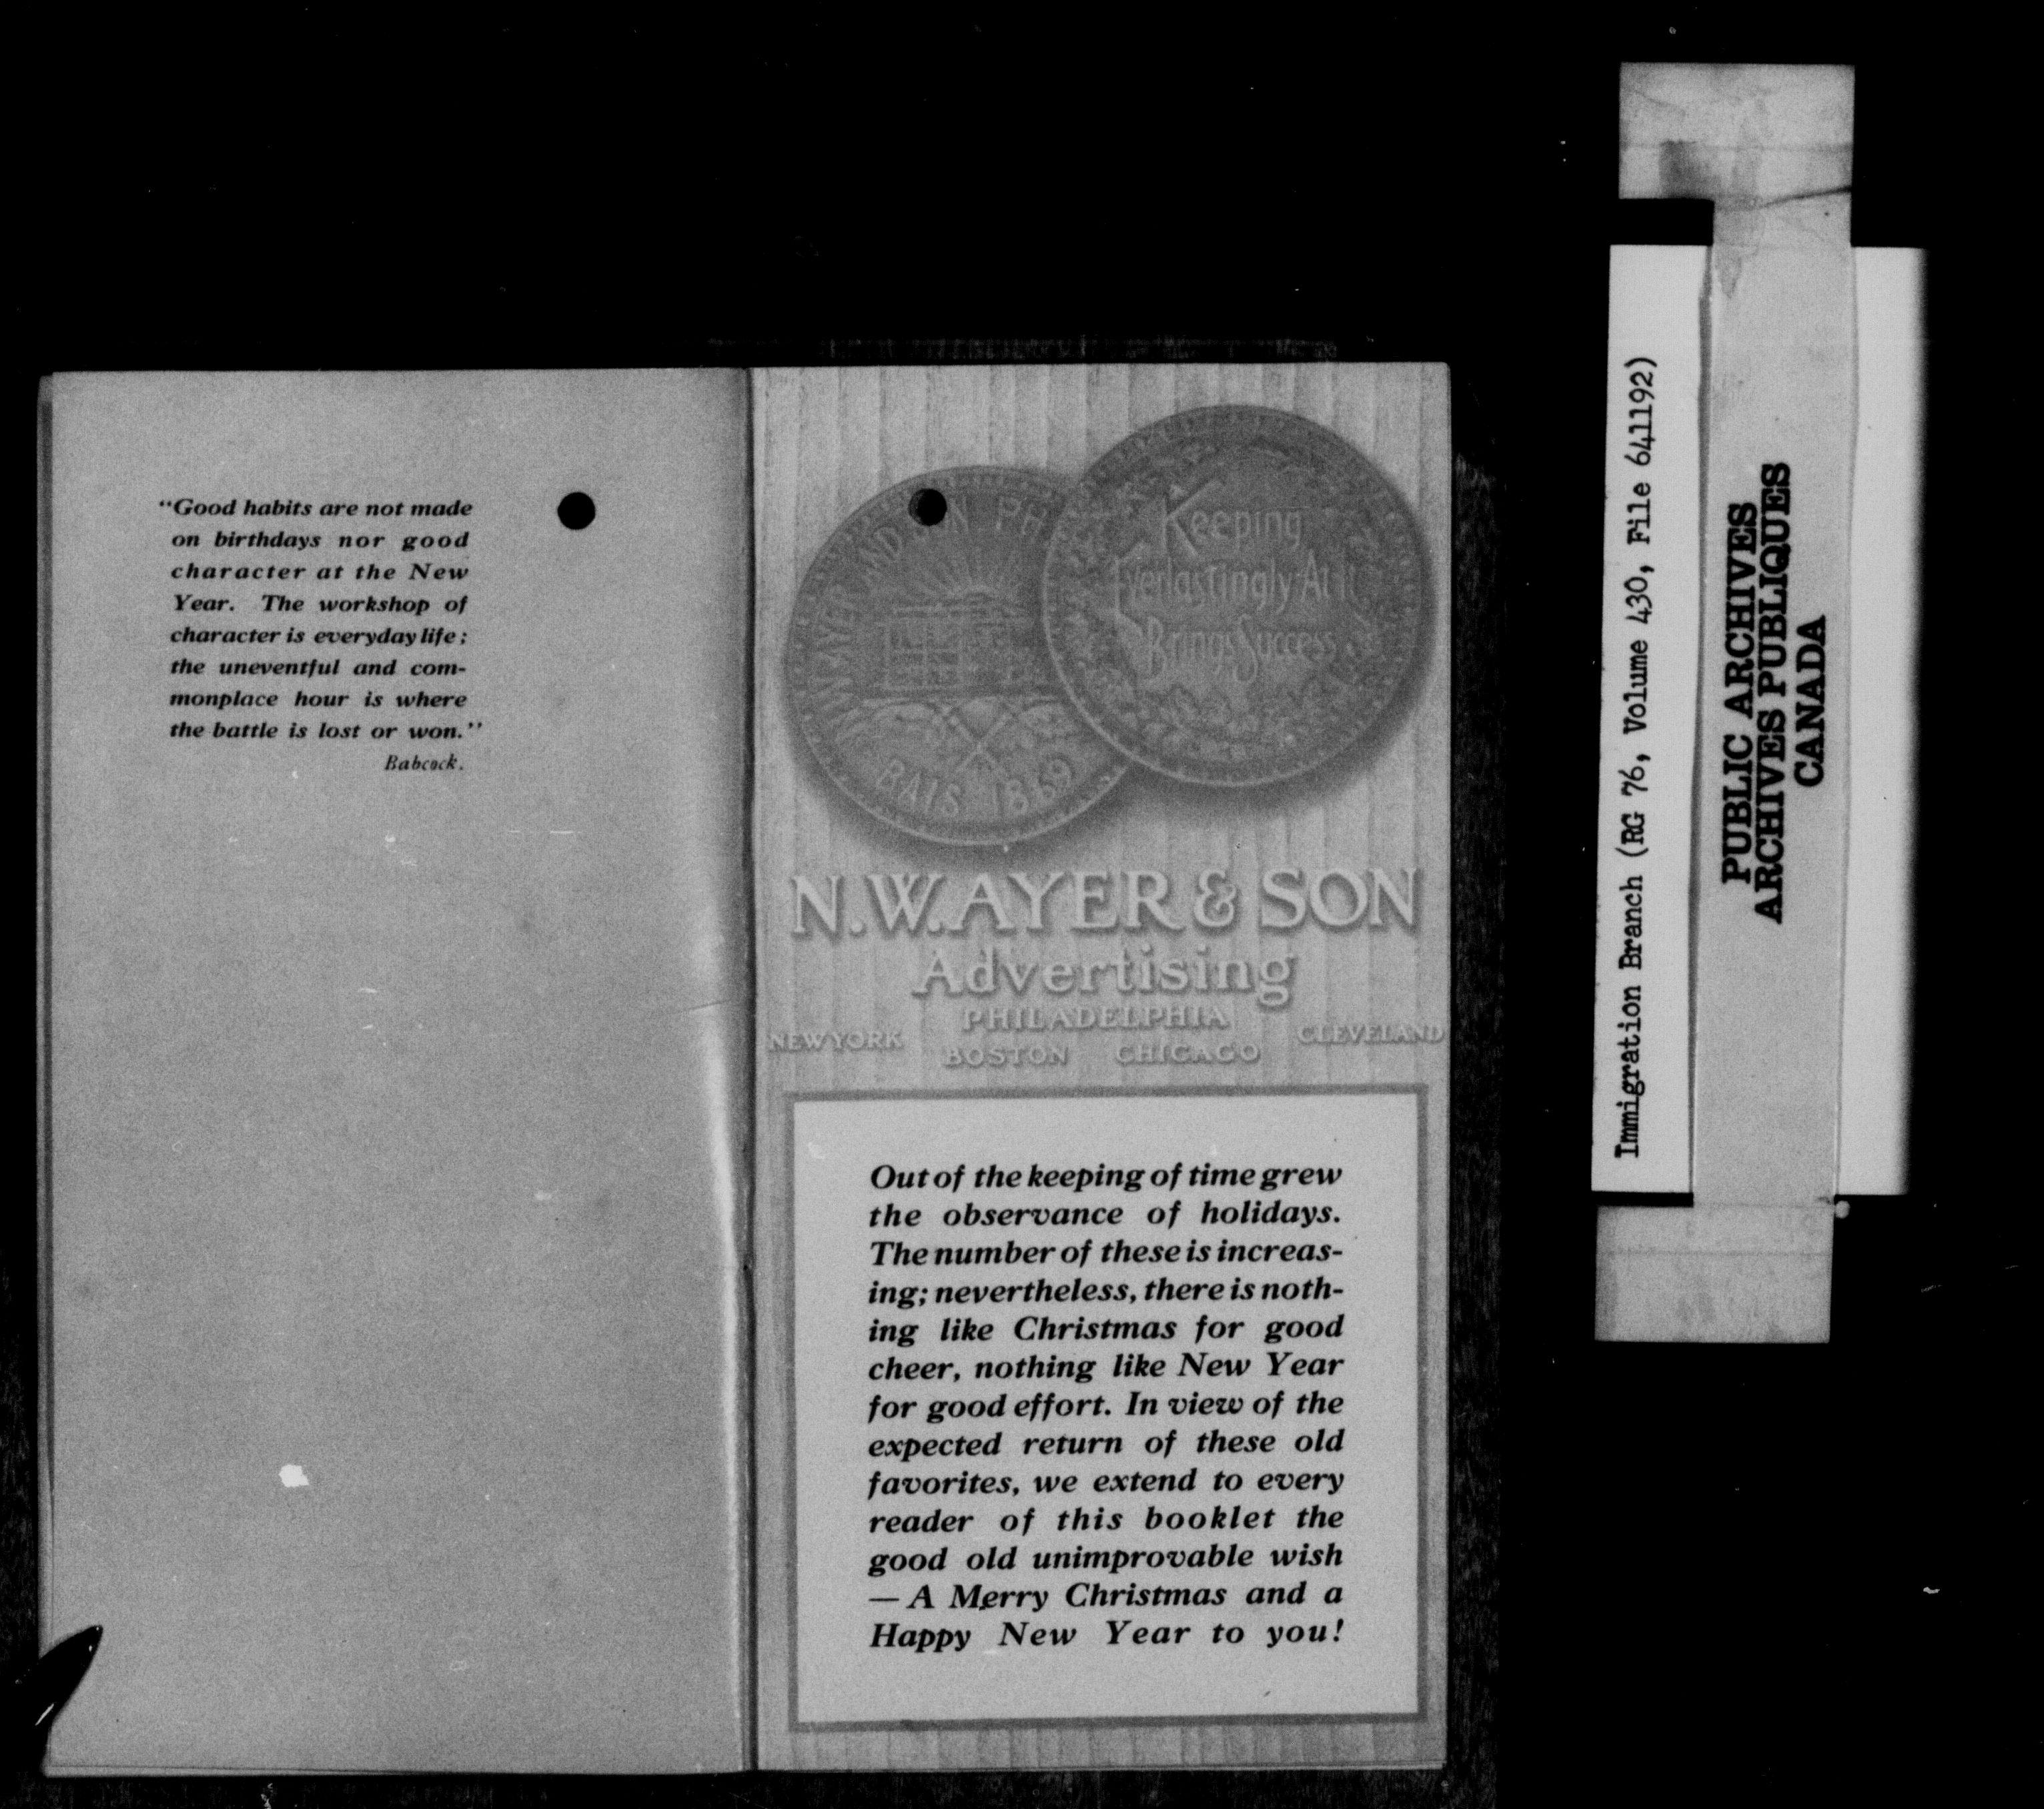 “Good habits are not made
on birthdays nor good
character at the New
Year. The workshop of
character is everyday life;
the uneventful and com-
monplace hour is where
the battle is lost or won.”
Babcock.
N.W. AYER AND SON PH
BAIS 1869
Keeping
Everlastingly At it
Brings Success
N.W. AYER & SON
Advertising
PHILADELPHIA
NEW YORK BOSTON CHICAGO CLEVELAND
Out of the keeping of time grew
the observance of holidays.
The number of these is increas-
ing; nevertheless, there is noth-
ing like Christmas for good
cheer, nothing like New Year
for good effort. In view of the
expected return of these old
favorites, we extend to every
reader of this booklet the
good old unimprovable wish
— A Merry Christmas and a
Happy New Year to you!
Immigration Branch (RG 76, Volume 430, File 641192)
PUBLIC ARCHIVES
ARCHIVES PUBLIQUES
CANADA